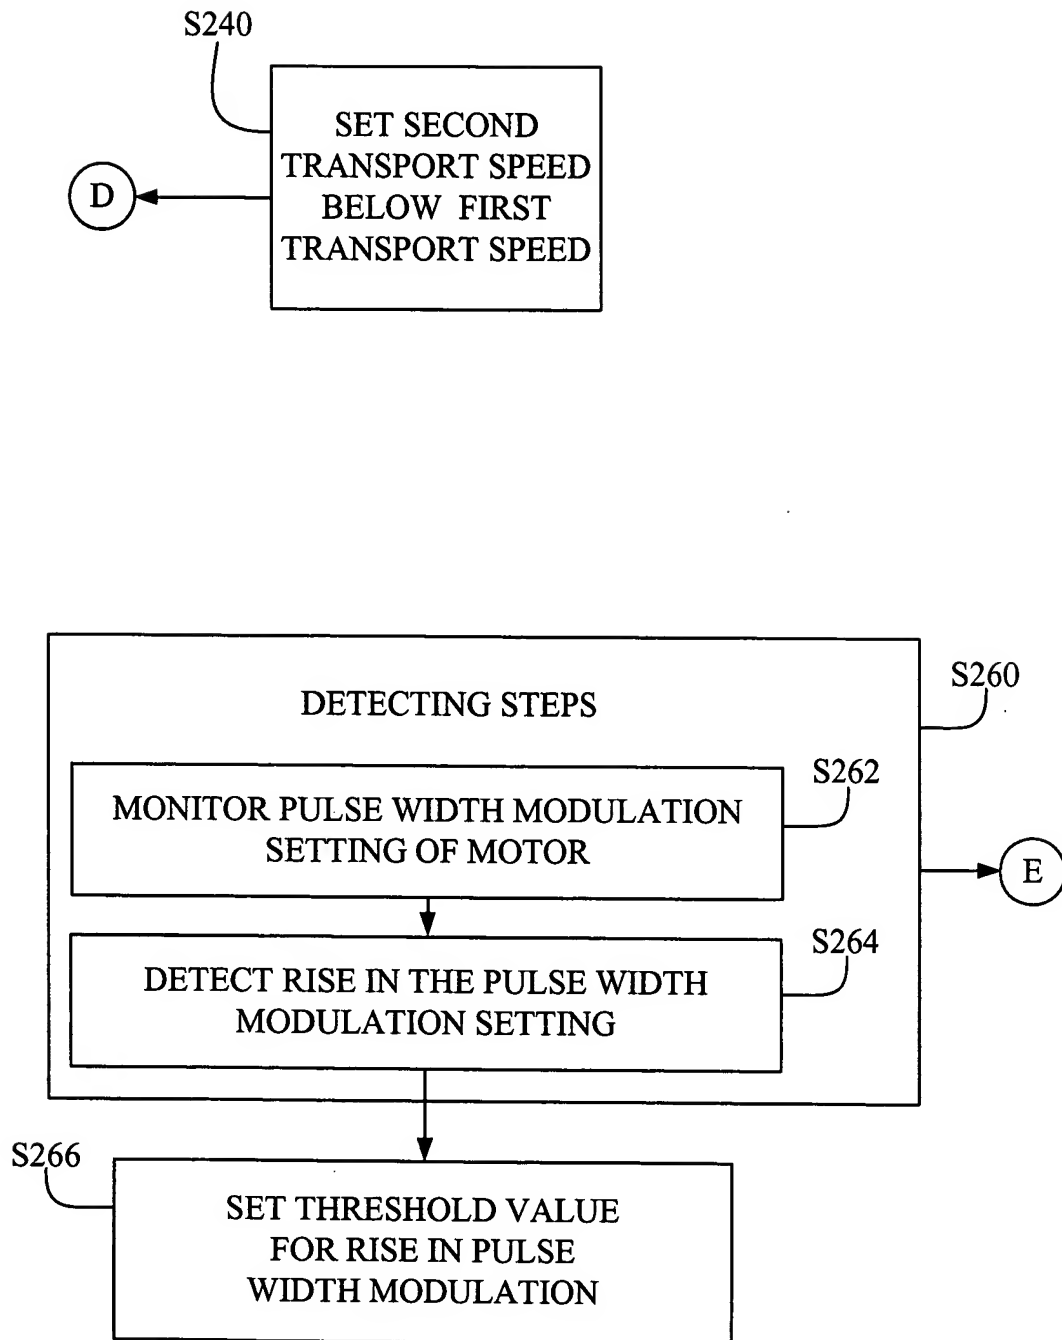 S240
SET SECOND
TRANSPORT SPEED
BELOW FIRST
TRANSPORT SPEED
D
S260
DETECTING STEPS
S262
MONITOR PULSE WIDTH MODULATION
SETTING OF MOTOR
E
S264
DETECT RISE IN THE PULSE WIDTH
MODULATION SETTING
S266
SET THRESHOLD VALUE
FOR RISE IN PULSE
WIDTH MODULATION